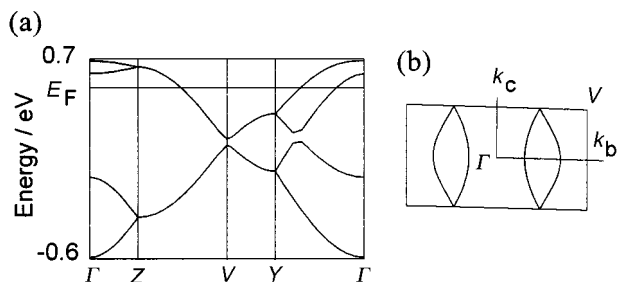 (a)
0.7
E_F
Energy / eV
-0.6
Γ Z V Y Γ
(b)
k_c
V
k_b
Γ